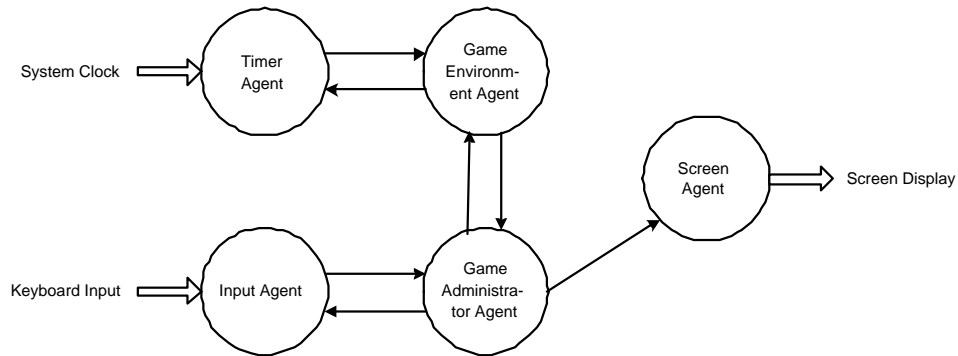 System Clock
Timer
Agent
Game
Environm-
ent Agent
Screen
Agent
Screen Display
Keyboard Input
Input Agent
Game
Administra-
tor Agent